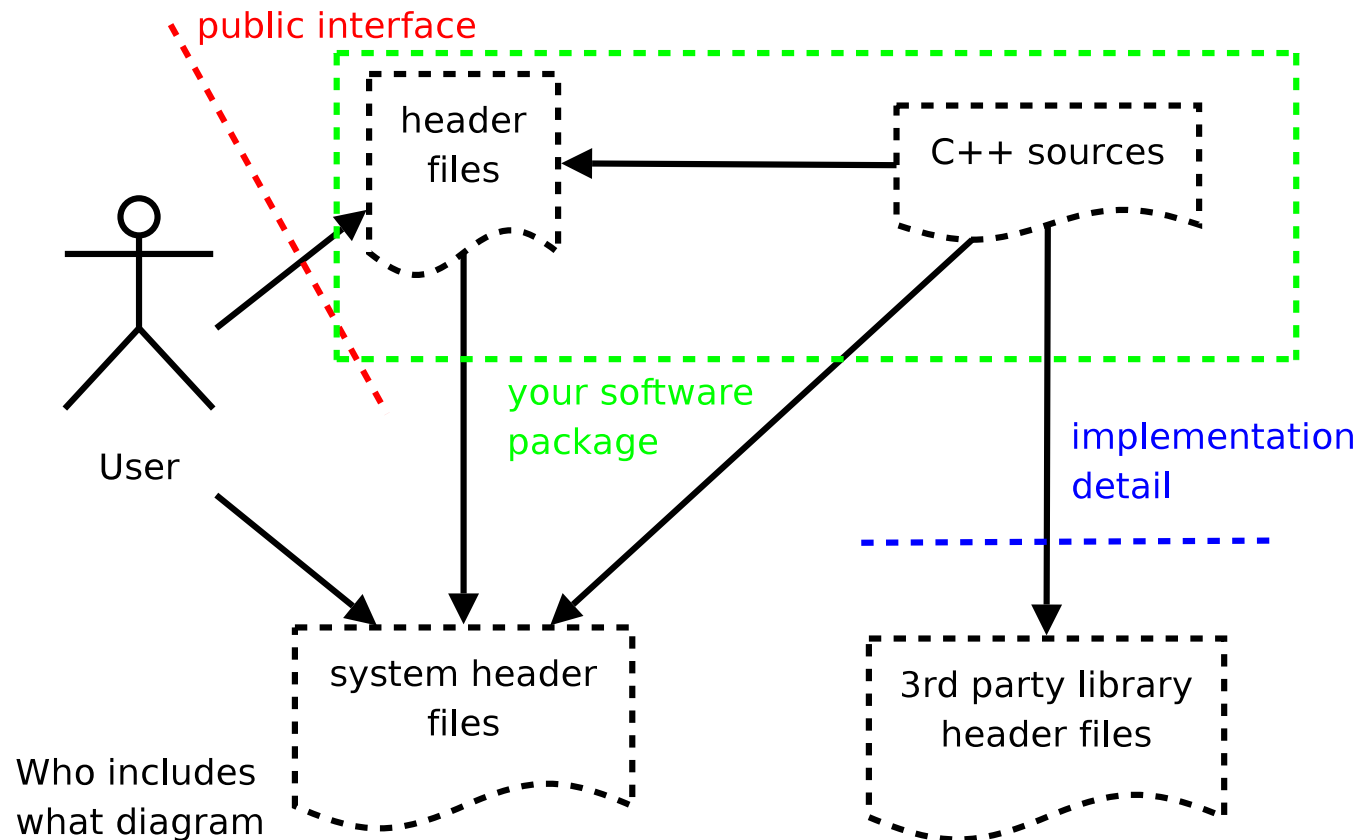 public interface
header
files
C++ sources
User
your software
package
implementation
detail
system header
files
3rd party library
header files
Who includes
what diagram